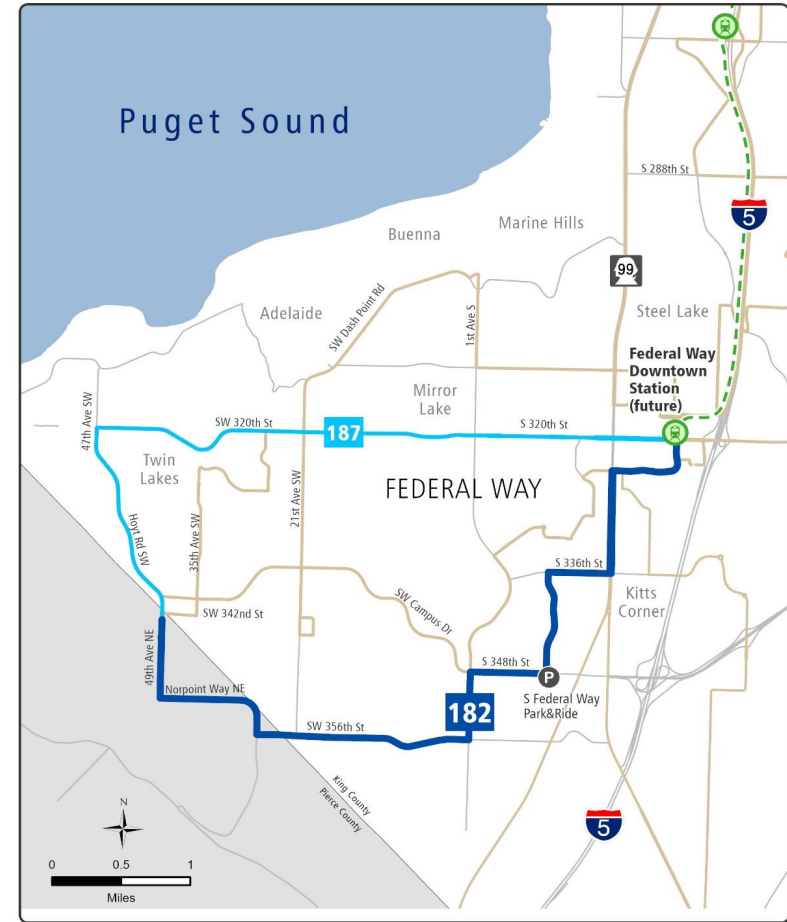 Puget Sound
S 288th St
5
Marine Hills
Buenna
99
Adelaide
SW Dash Point Rd
1st Ave S
Steel Lake
Federal Way
Downtown
Station
(future)
Mirror
Lake
47th Ave SW
SW 320th St
187
S 320th St
Twin
Lakes
21st Ave SW
FEDERAL WAY
Hoyt Rd SW
35th Ave SW
S 336th St
Kitts
Corner
SW Campus Dr
SW 342nd St
49th Ave NE
S 348th St
P
Norpoint Way NE
182
S Federal Way
Park&Ride
SW 356th St
King County
Pierce County
N
5
0 0.5 1
Miles